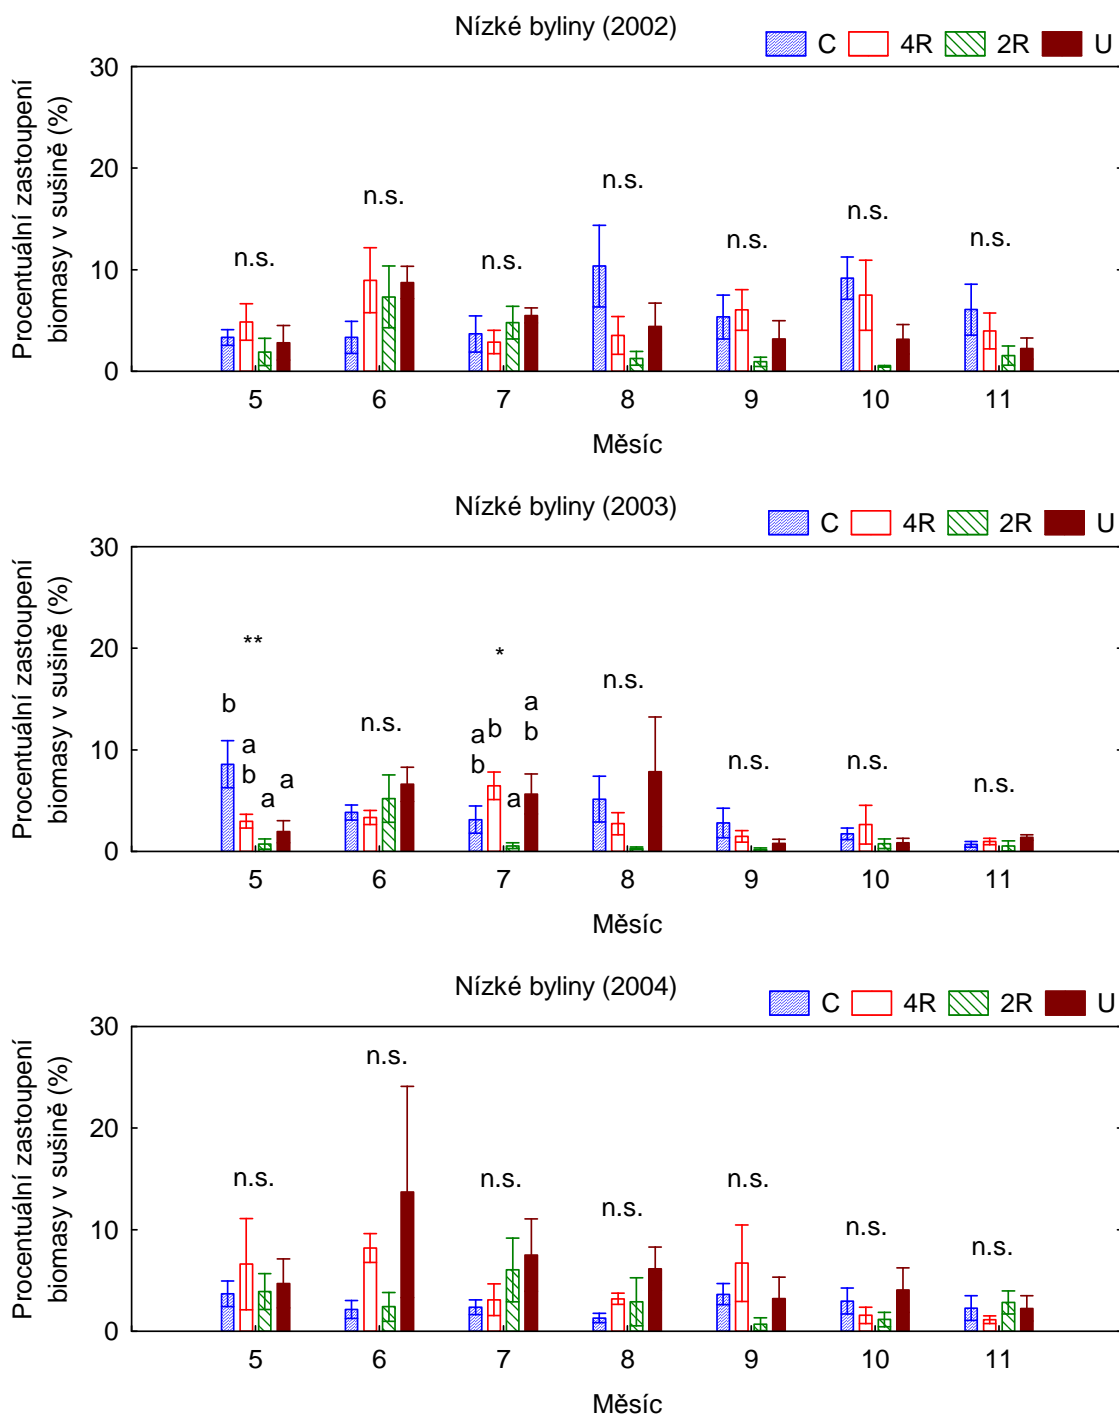 Nízké byliny (2002)
C 4R 2R U
Procentuální zastoupení
biomasy v sušině (%)
30
20
10
0
n.s. n.s. n.s. n.s. n.s. n.s. n.s.
5 6 7 8 9 10 11
Měsíc
Nízké byliny (2003)
C 4R 2R U
Procentuální zastoupení
biomasy v sušině (%)
30
20
10
0
** * n.s.
b a b a a
n.s.
a b b a a b
n.s. n.s. n.s.
5 6 7 8 9 10 11
Měsíc
Nízké byliny (2004)
C 4R 2R U
Procentuální zastoupení
biomasy v sušině (%)
30
20
10
0
n.s. n.s. n.s. n.s. n.s. n.s. n.s.
5 6 7 8 9 10 11
Měsíc